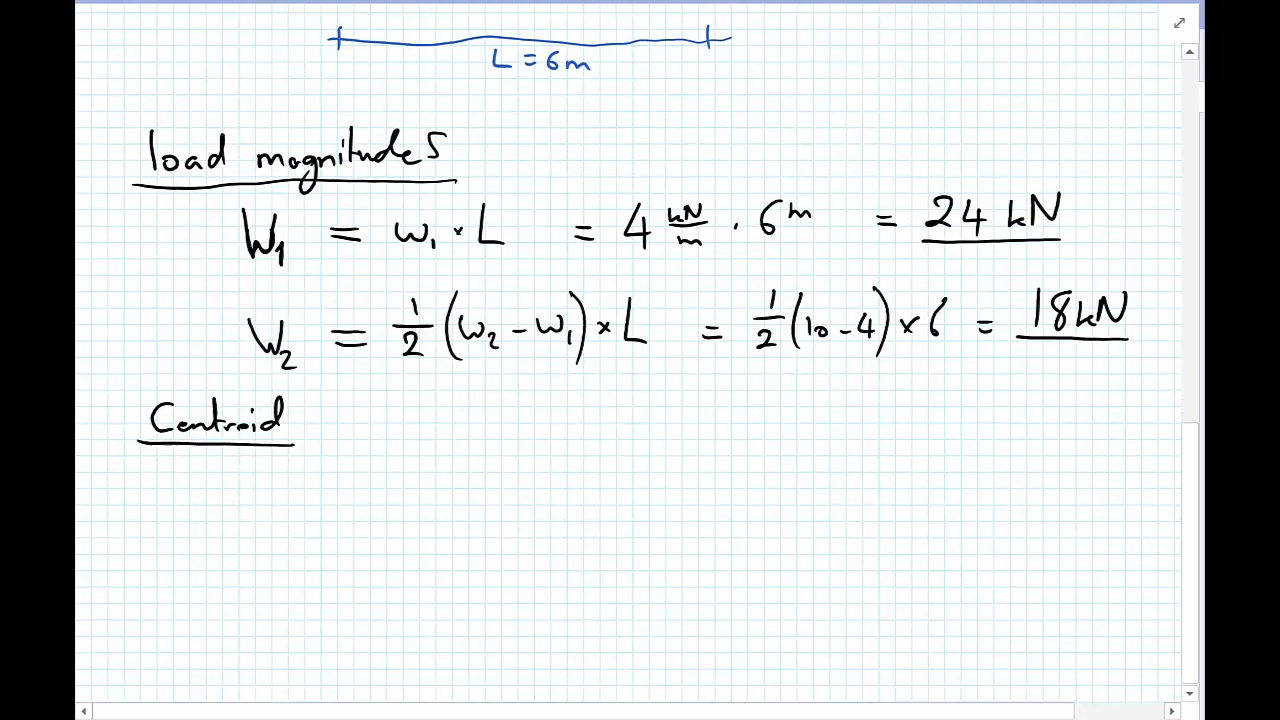 L = 6m
load magnitudes
W₁ = w₁ × L = 4 kN/m · 6m = 24 kN
W₂ = 1/2 (w₂ - w₁) × L = 1/2 (10 - 4) × 6 = 18kN
Centroid